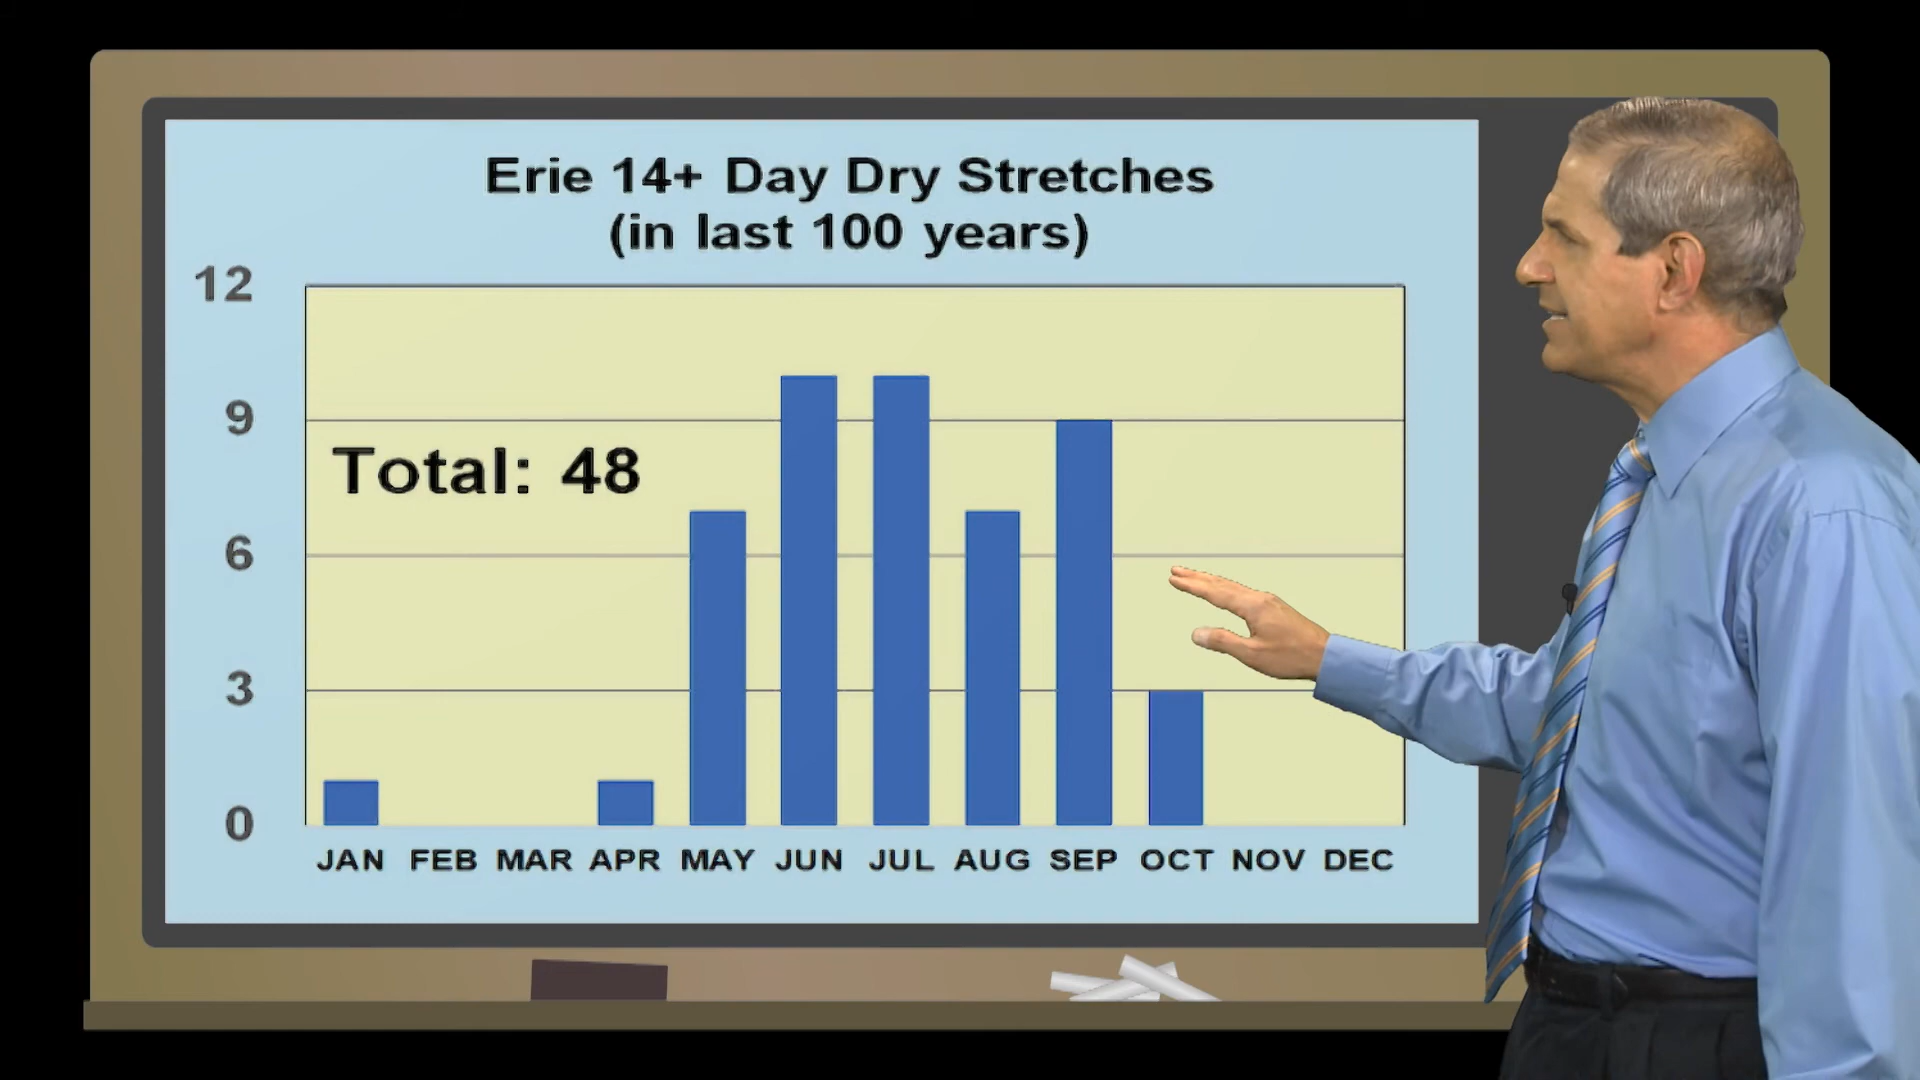 Erie 14+ Day Dry Stretches
(in last 100 years)
12
9
Total: 48
6
3
0
JAN FEB MAR APR MAY JUN JUL AUG SEP OCT NOV DEC